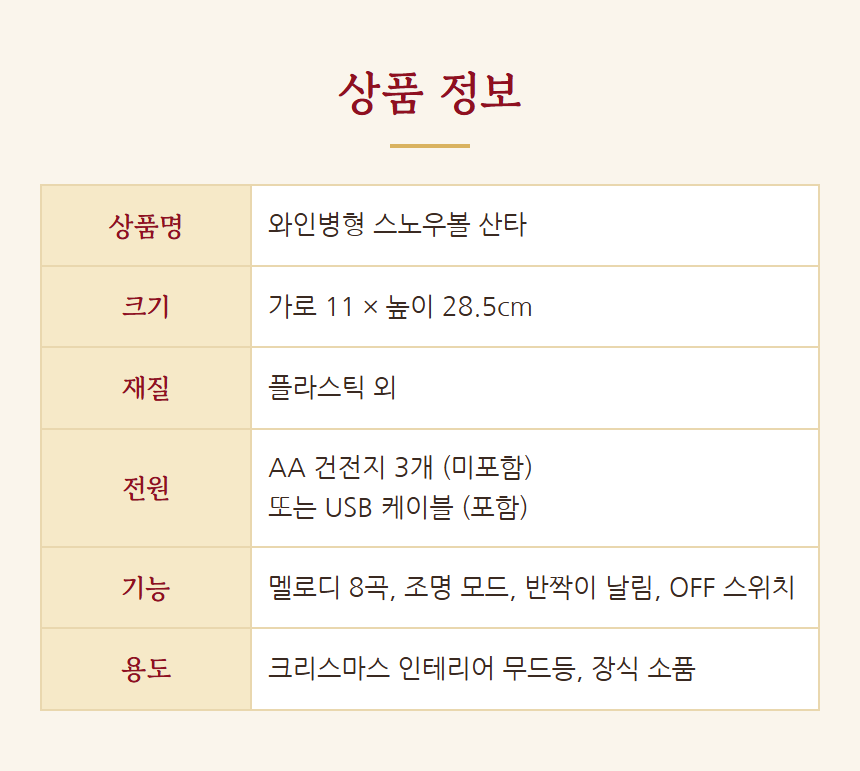 상품 정보
상품명
와인병형 스노우볼 산타
크기
가로 11 × 높이 28.5cm
재질
플라스틱 외
전원
AA 건전지 3개 (미포함)
또는 USB 케이블 (포함)
기능
멜로디 8곡, 조명 모드, 반짝이 날림, OFF 스위치
용도
크리스마스 인테리어 무드등, 장식 소품